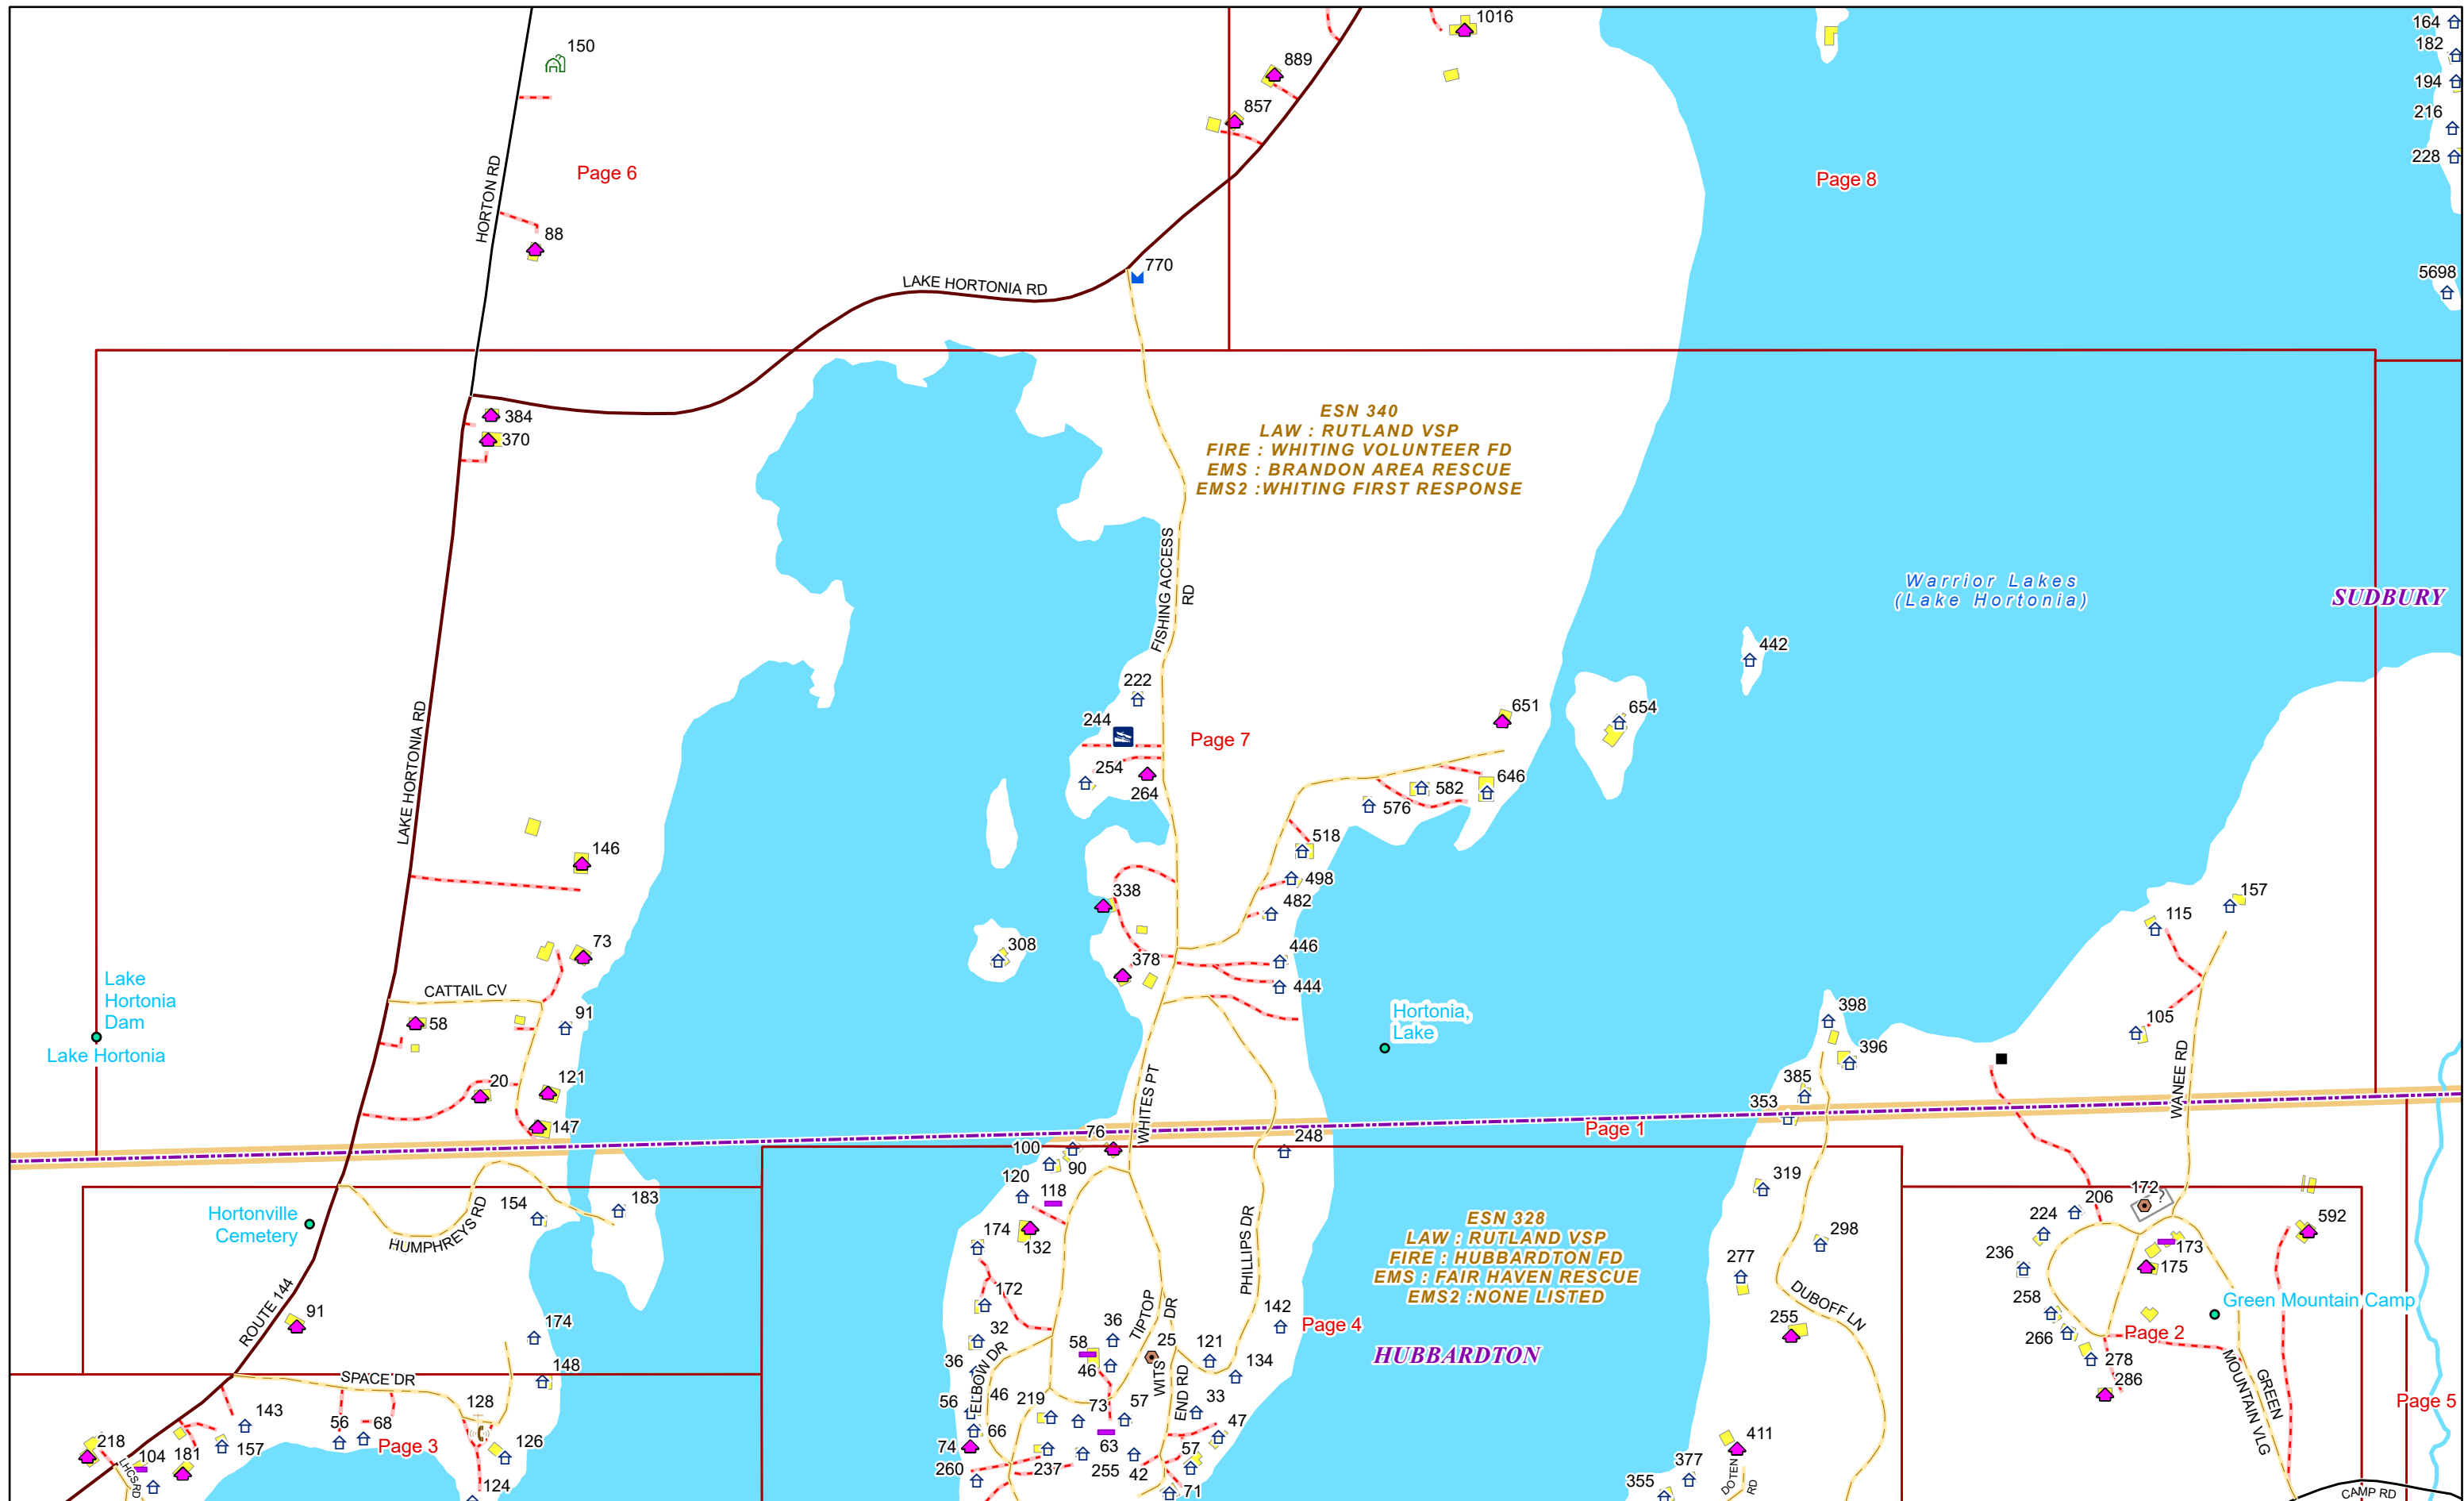 150
HORTON RD
Page 6
88
1016
889
857
164
182
194
216
228
Page 8
5698
770
LAKE HORTONIA RD
384
370
ESN 340
LAW : RUTLAND VSP
FIRE : WHITING VOLUNTEER FD
EMS : BRANDON AREA RESCUE
EMS2 :WHITING FIRST RESPONSE
FISHING ACCESS
RD
Warrior Lakes
(Lake Hortonia)
SUDBURY
442
222
244
Page 7
254
264
651
654
646
582
576
518
498
482
446
444
LAKE HORTONIA RD
146
73
338
308
378
157
115
105
WANEE RD
Lake
Hortonia
Dam
Lake Hortonia
CATTAIL CV
58
91
20
121
147
Hortonia,
Lake
398
396
385
353
WHITES PT
76
100
90
248
Page 1
120
118
174
132
172
32
36
ELBOW DR
46
56
66
74
260
219
237
73
63
255
57
42
58
36
46
TIPTOP
DR
25
WITS
END RD
121
134
142
33
47
57
71
PHILLIPS DR
Page 4
HUBBARDTON
ESN 328
LAW : RUTLAND VSP
FIRE : HUBBARDTON FD
EMS : FAIR HAVEN RESCUE
EMS2 :NONE LISTED
319
298
277
255
DUBOFF LN
411
377
355
DOTEN
RD
206
172
?
224
236
173
175
258
266
278
286
592
Green Mountain Camp
Page 2
GREEN
MOUNTAIN VLG
Page 5
CAMP RD
Hortonville
Cemetery
154
183
HUMPHREYS RD
ROUTE 144
91
174
148
SPACE DR
128
126
124
143
157
56
68
Page 3
218
104
181
LHCS RD